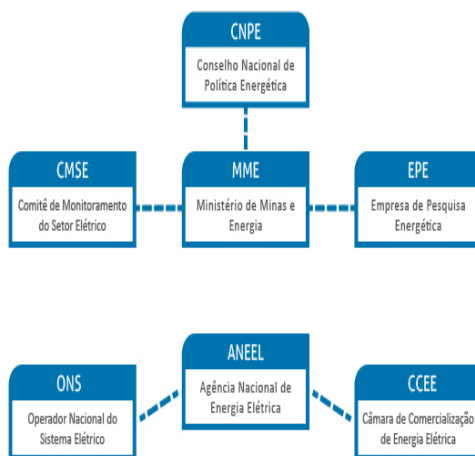 CNPE
Conselho Nacional de
Política Energética
CMSE
Comitê de Monitoramento
do Setor Elétrico
MME
Ministério de Minas e
Energia
EPE
Empresa de Pesquisa
Energética
ONS
Operador Nacional do
Sistema Elétrico
ANEEL
Agência Nacional de
Energia Elétrica
CCEE
Câmara de Comercialização
de Energia Elétrica